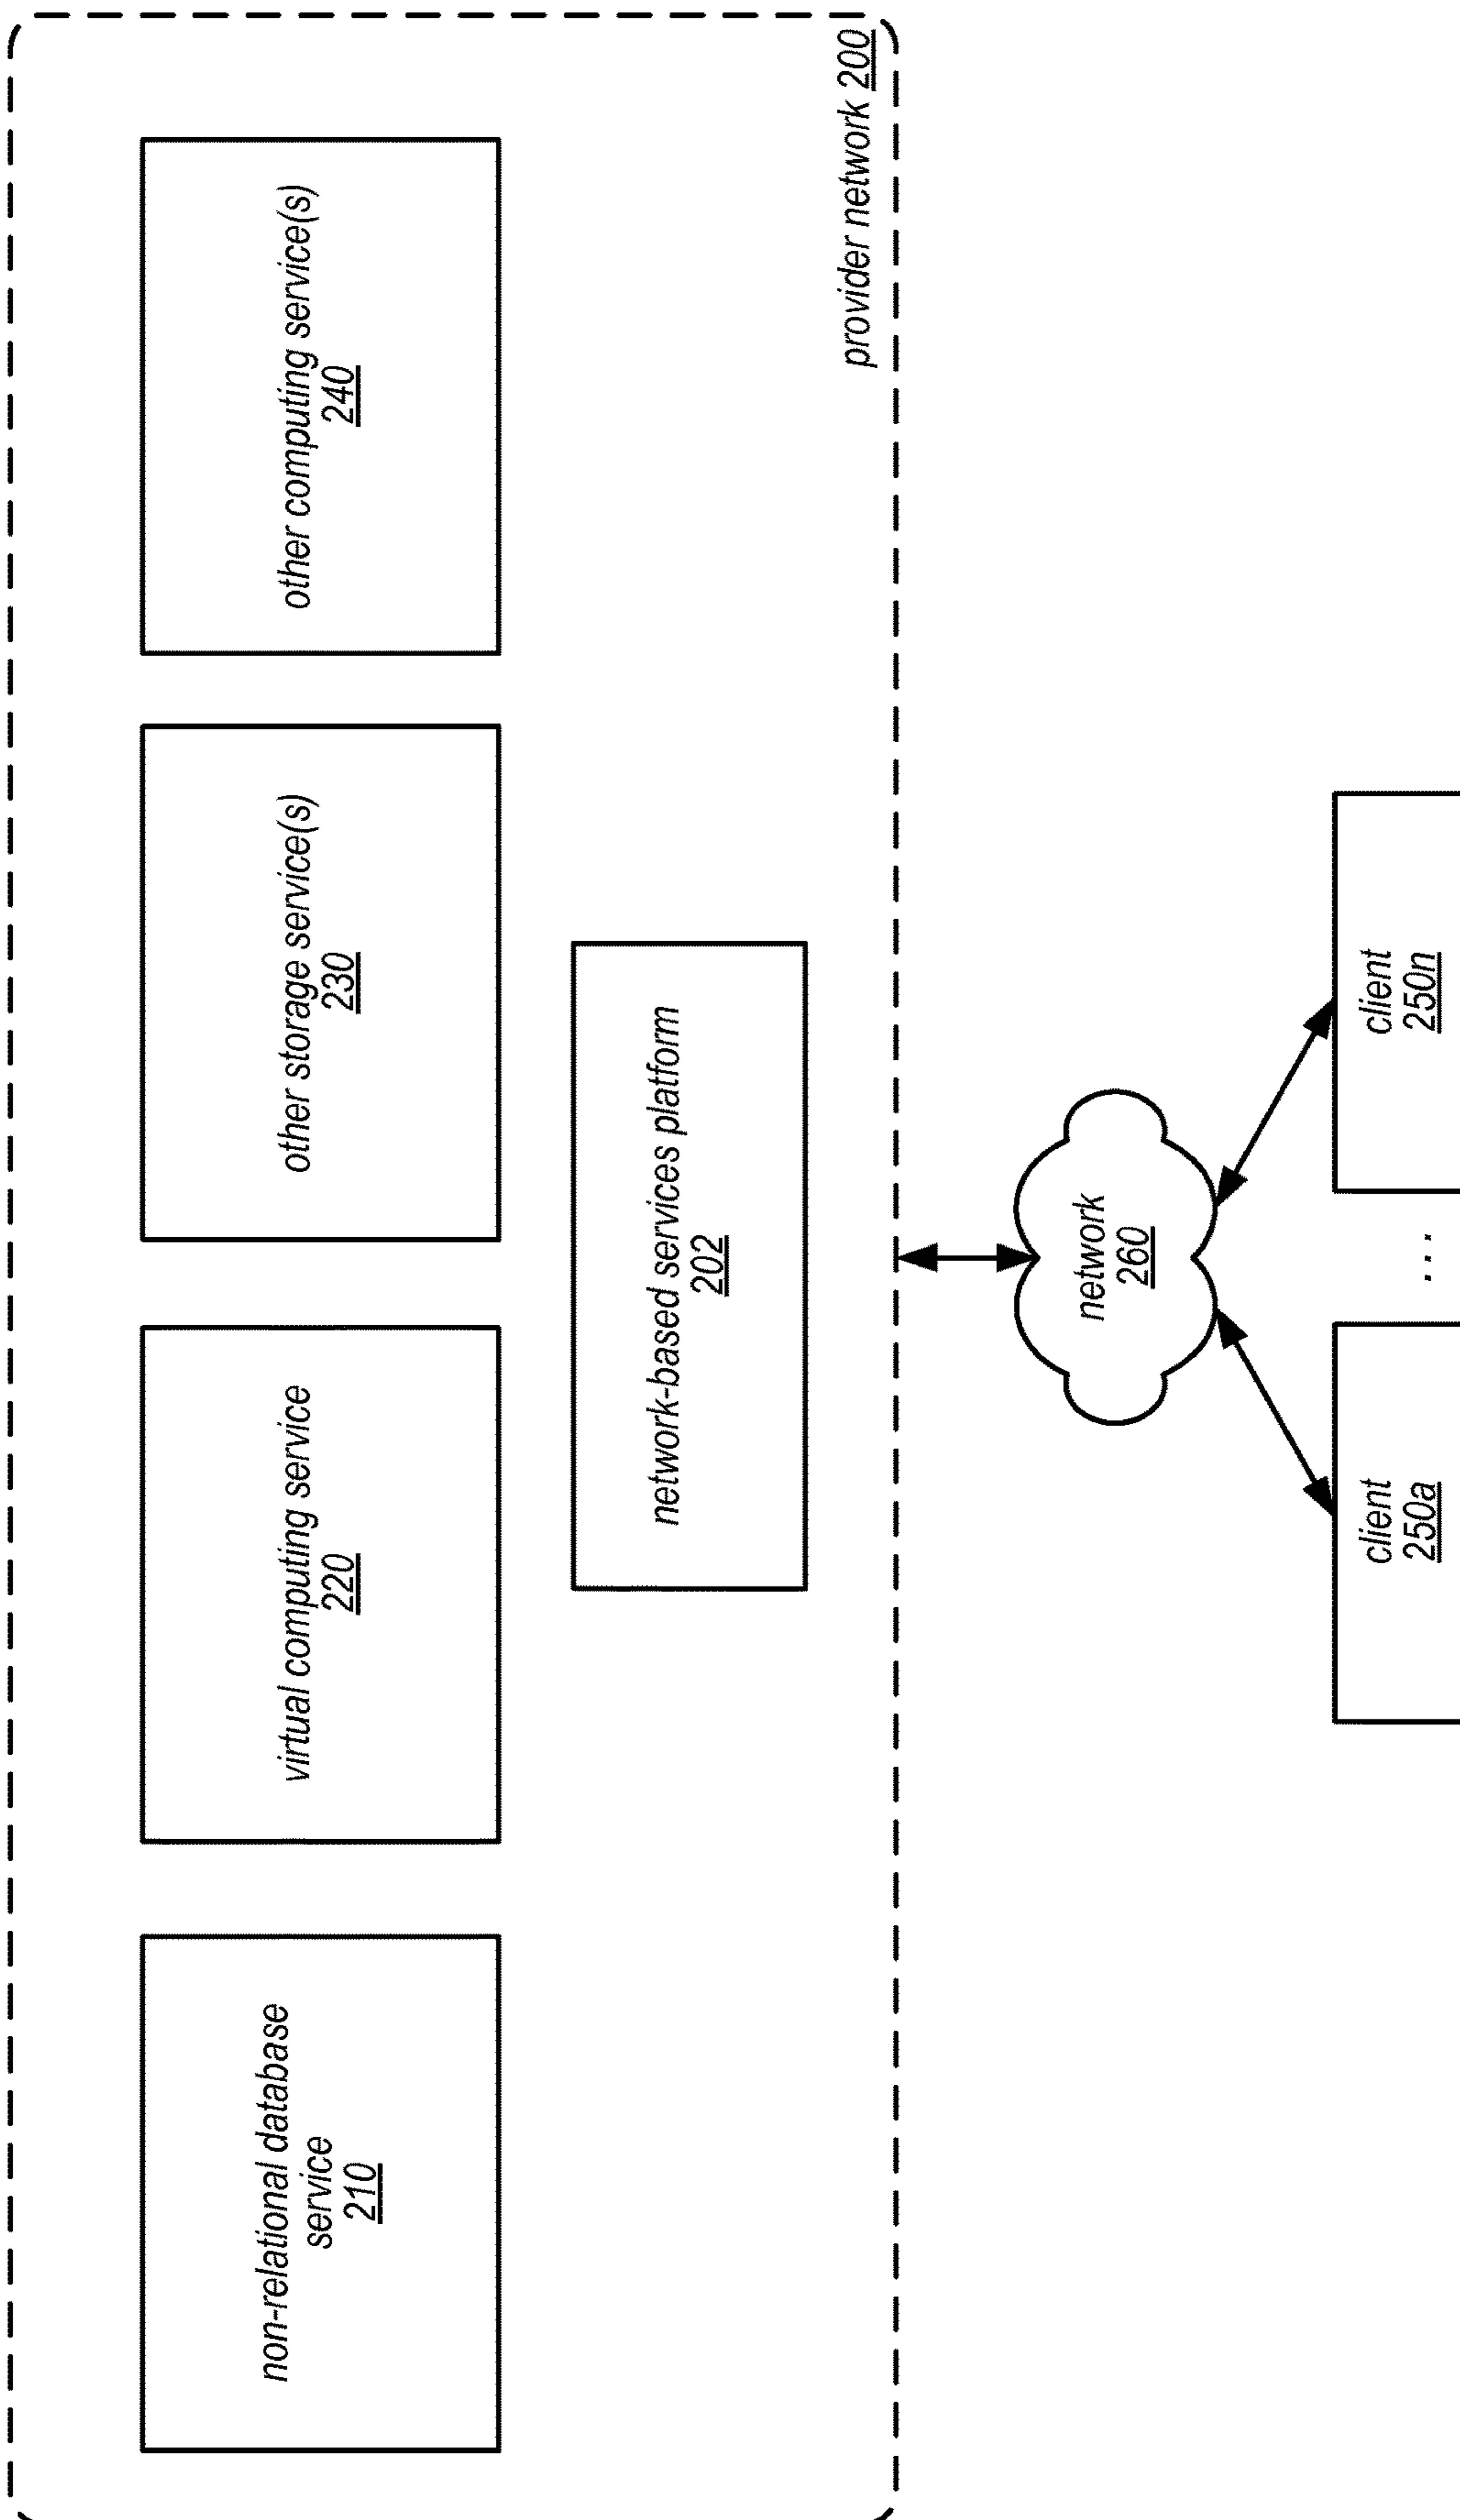 non-relational database
service
210
virtual computing service
220
other storage service(s)
230
other computing service(s)
240
network-based services platform
202
provider network 200
network
260
client
250a
...
client
250n